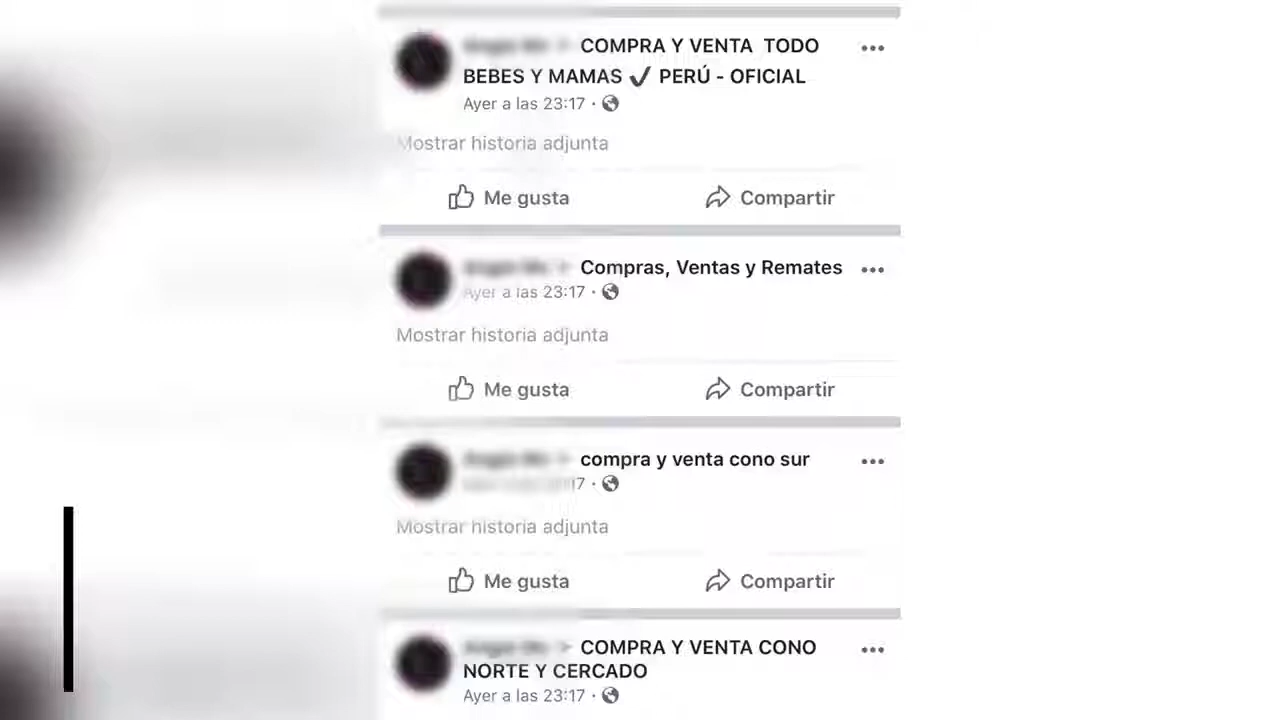 COMPRA Y VENTA TODO
BEBES Y MAMAS ✓ PERÚ - OFICIAL
Ayer a las 23:17 ·
Mostrar historia adjunta
Me gusta Compartir
Compras, Ventas y Remates
Ayer a las 23:17 ·
Mostrar historia adjunta
Me gusta Compartir
compra y venta cono sur
17 ·
Mostrar historia adjunta
Me gusta Compartir
COMPRA Y VENTA CONO
NORTE Y CERCADO
Ayer a las 23:17 ·